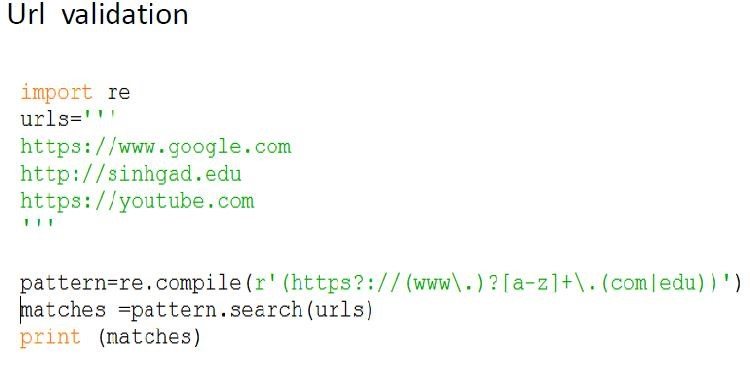 Url validation
import re
urls='''
https://www.google.com
http://sinhgad.edu
https://youtube.com
'''
pattern=re.compile(r'(https?://(www\.)?[a-z]+\.(com|edu))')
matches =pattern.search(urls)
print (matches)